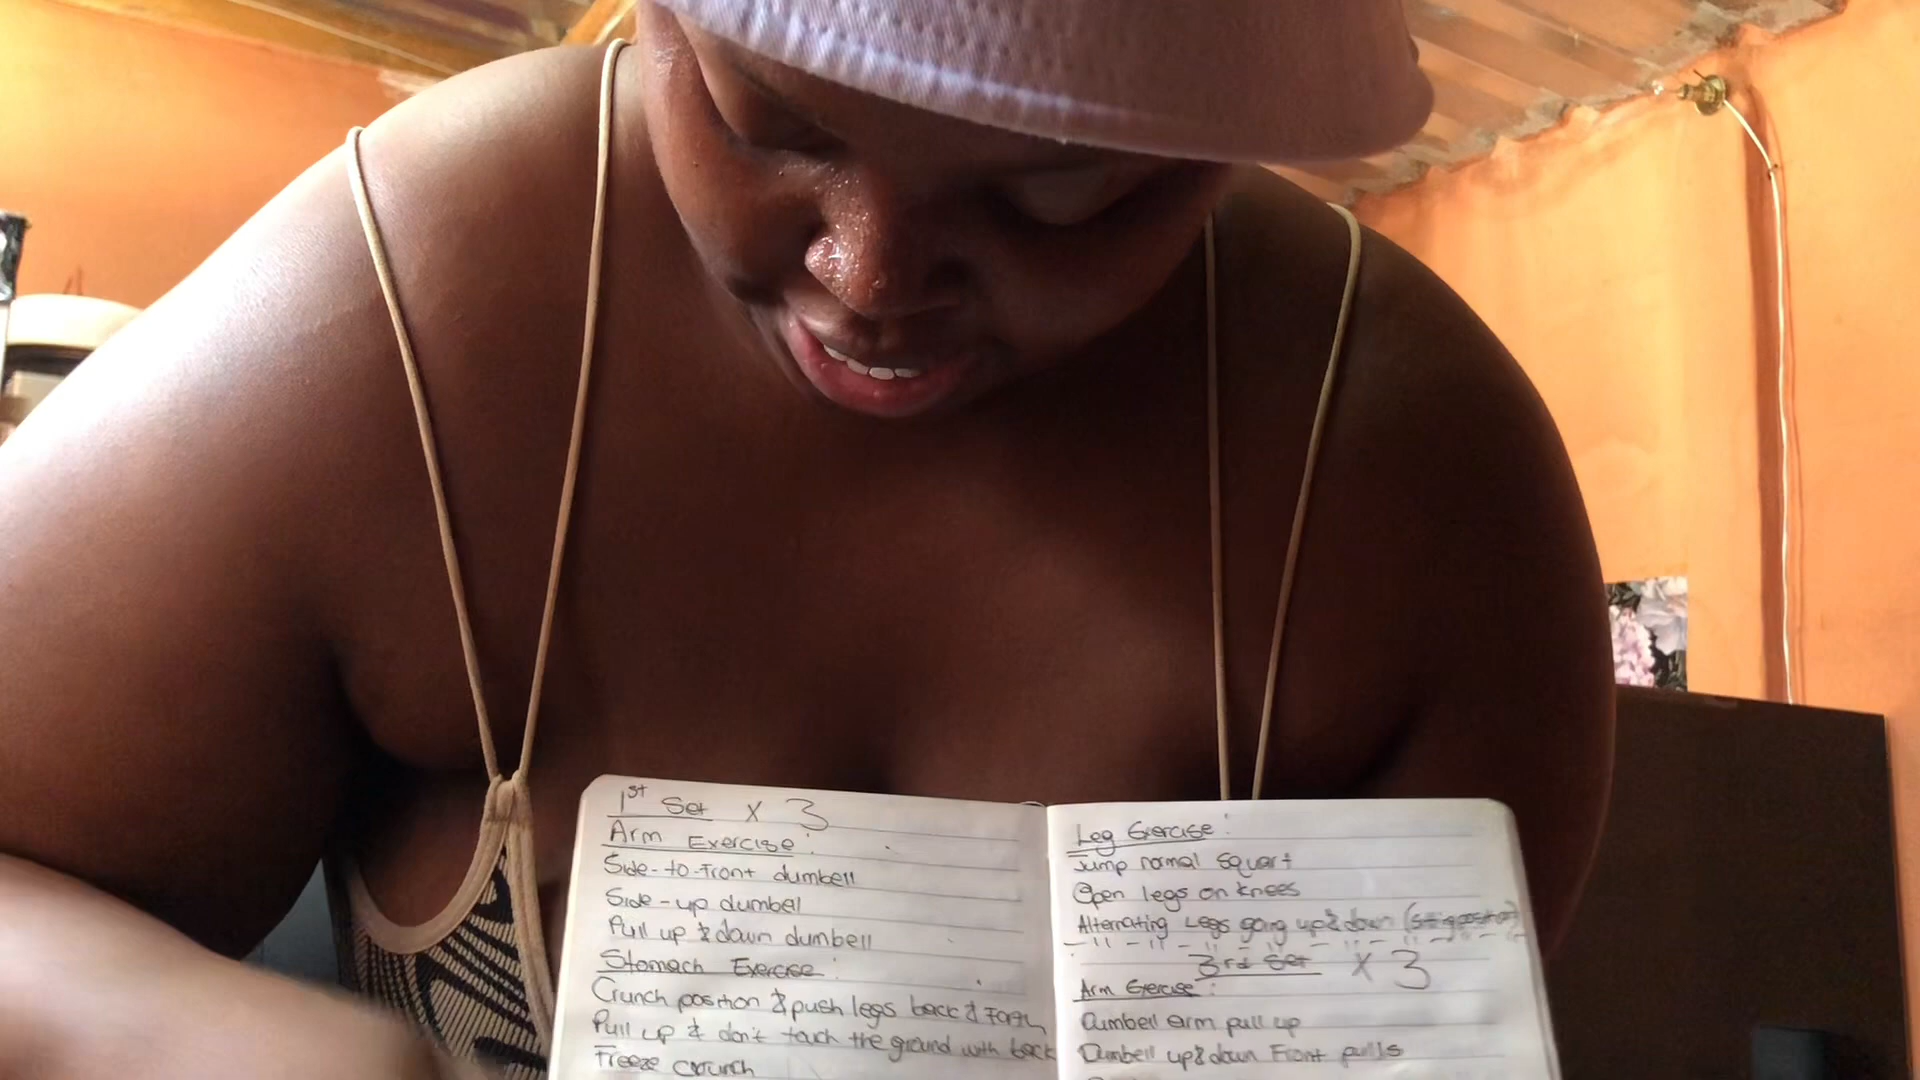 1st Set x 3
Arm Exercise:
Side-to-Front dumbell
Side-up dumbel
Pull up & down dumbell
Stomach Exercise:
Crunch position & push legs back & Forth
Pull up & don't touch the ground with back
Freeze crunch
Leg Exercise:
Jump normal squart
Open legs on knees
Alternating Legs going up & down
-"-"-"-"-"-"-"-
3rd Set x 3
Arm Exercise:
Dumbell arm pull up
Dumbell up & down Front pulls